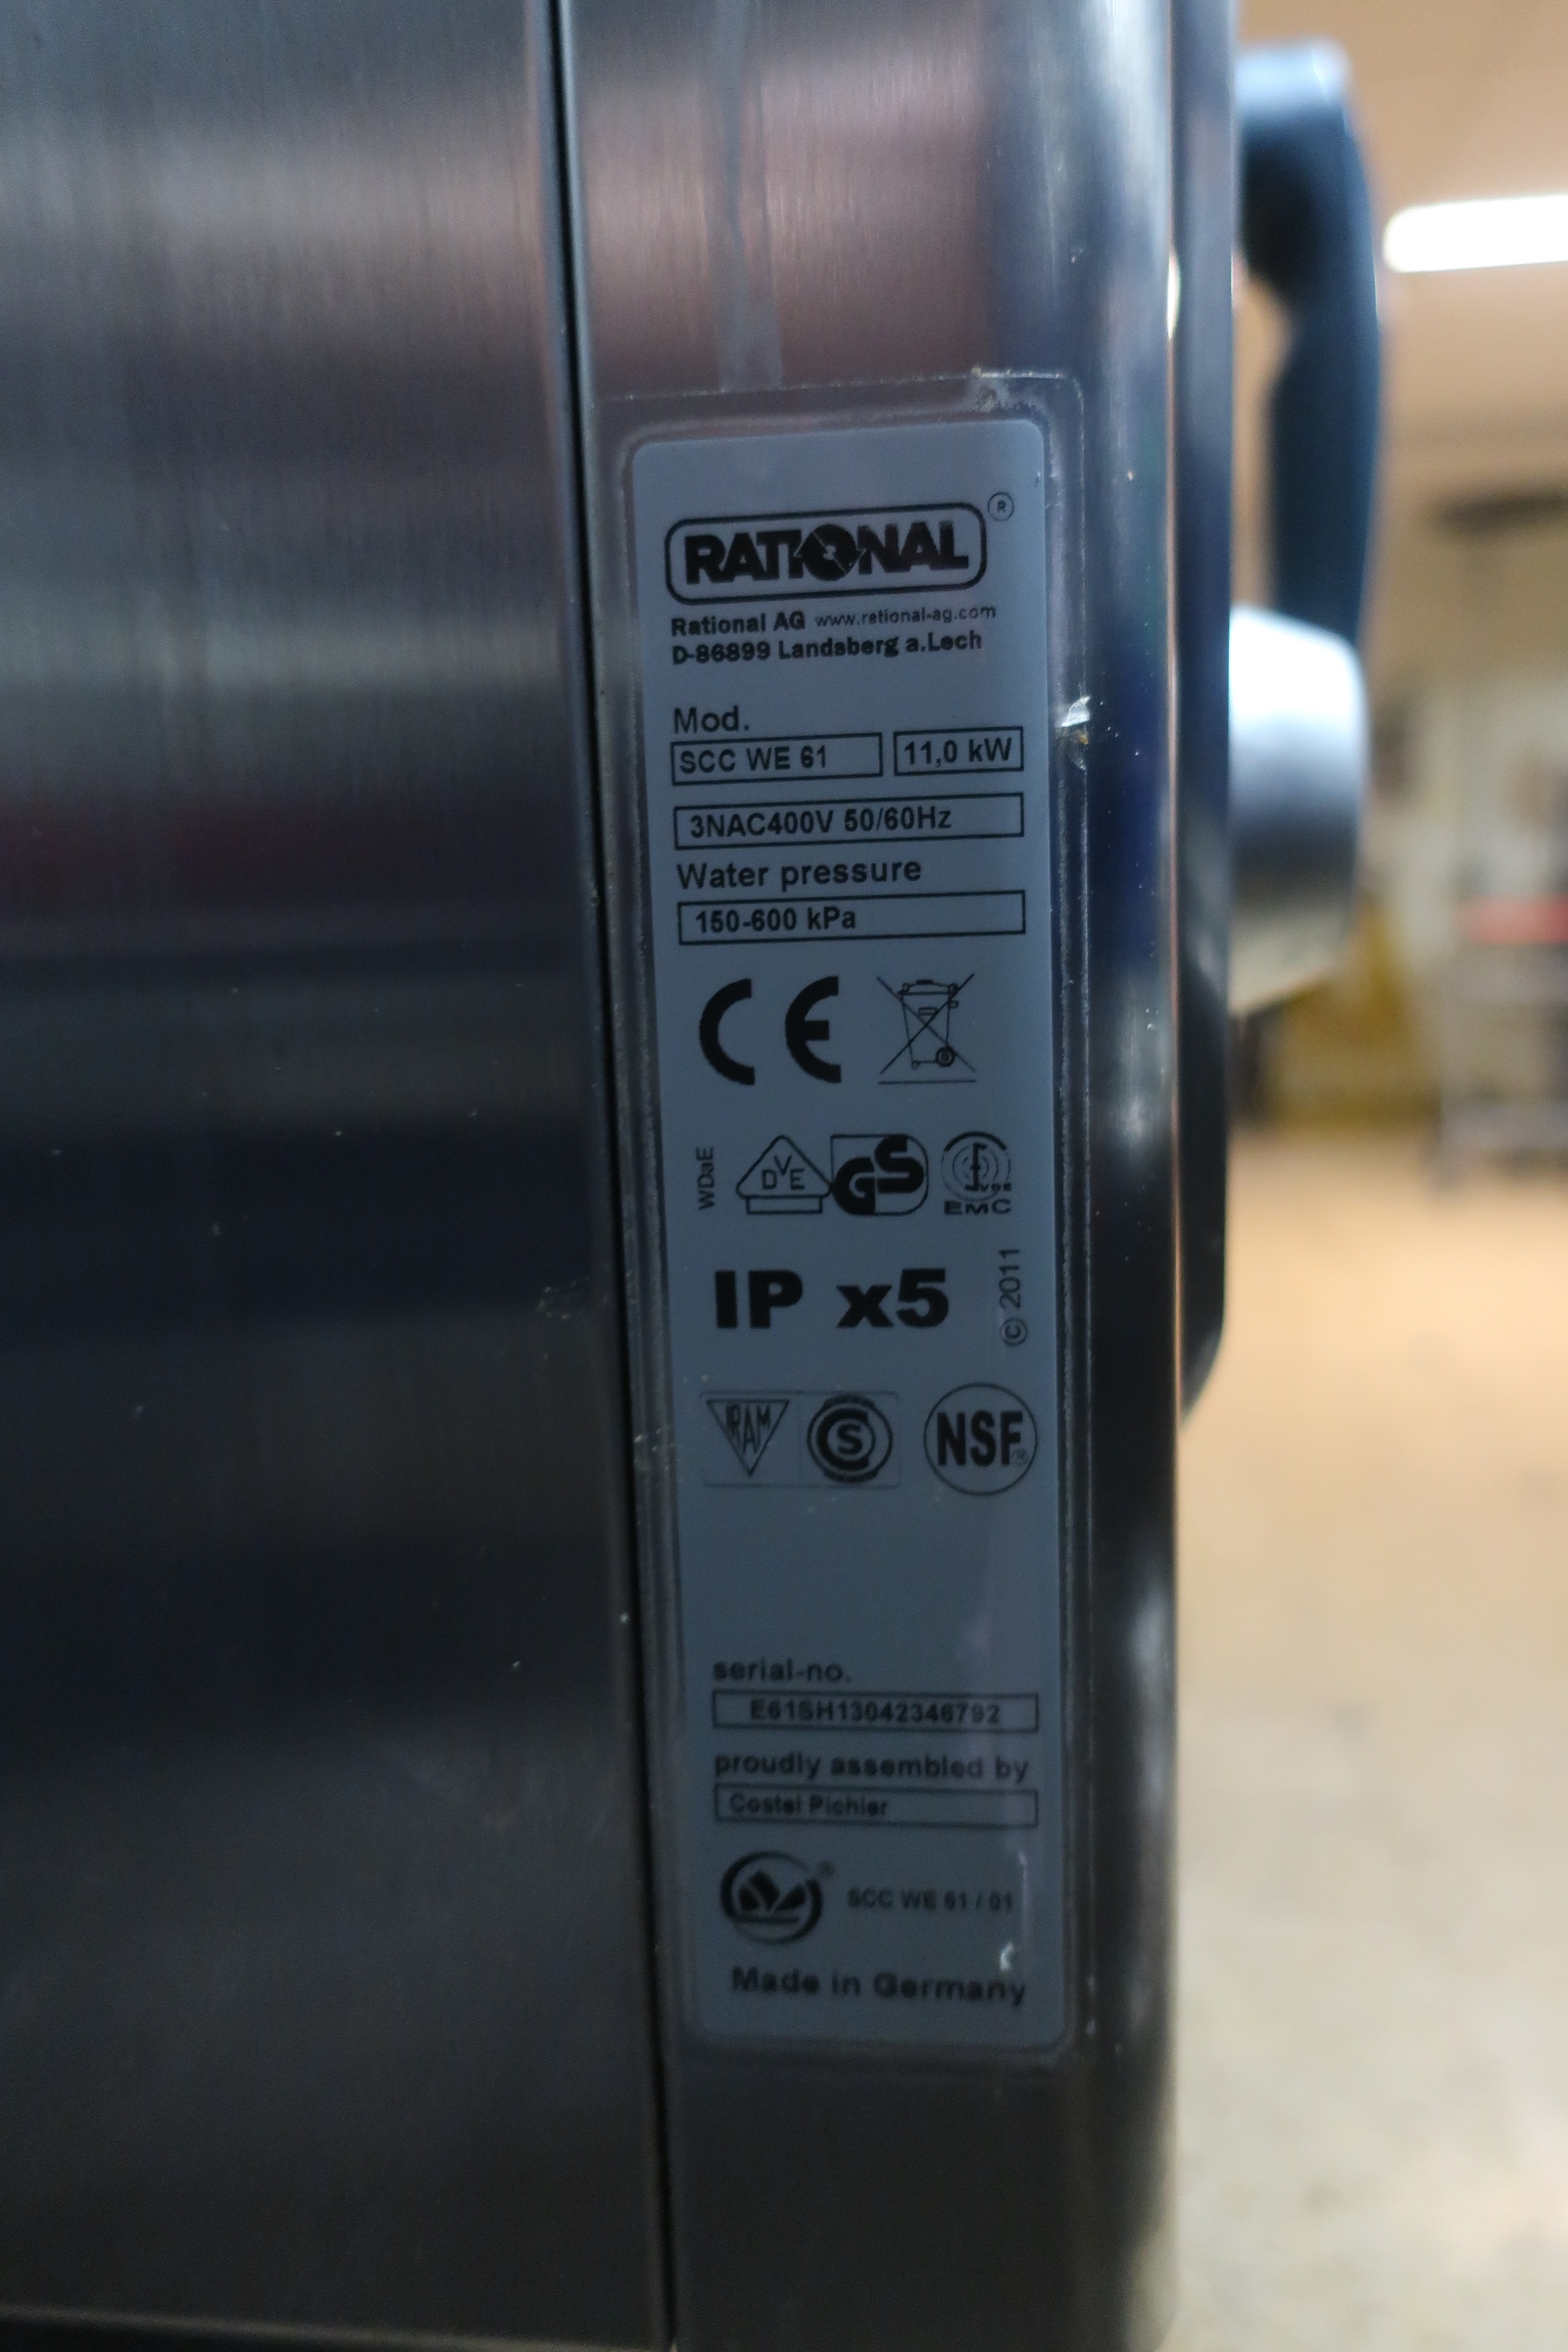 RATIONAL ®
Rational AG www.rational-ag.com
D-86899 Landsberg a.Lech
Mod.
SCC WE 61 11,0 kW
3NAC400V 50/60Hz
Water pressure
150-600 kPa
CE
WDaE DVE GS VDE
EMC
IP x5 © 2011
IRAM S NSF ®
serial-no.
E61SH13042346792
proudly assembled by
Costel Pichler
® SCC WE 61 / 01
Made in Germany